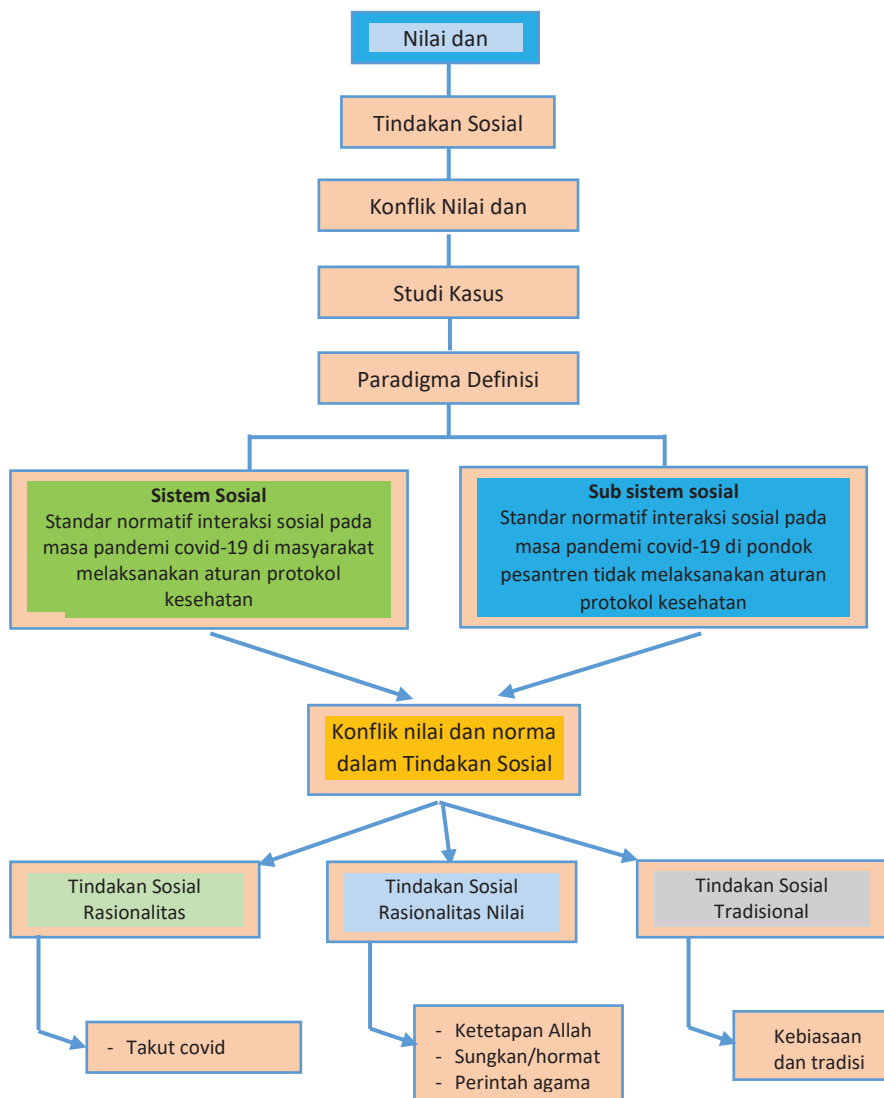 Nilai dan
Tindakan Sosial
Konflik Nilai dan
Studi Kasus
Paradigma Definisi
Sistem Sosial
Standar normatif interaksi sosial pada
masa pandemi covid-19 di masyarakat
melaksanakan aturan protokol
kesehatan
Sub sistem sosial
Standar normatif interaksi sosial pada
masa pandemi covid-19 di pondok
pesantren tidak melaksanakan aturan
protokol kesehatan
Konflik nilai dan norma
dalam Tindakan Sosial
Tindakan Sosial
Rasionalitas
Tindakan Sosial
Rasionalitas Nilai
Tindakan Sosial
Tradisional
- Takut covid
- Ketetapan Allah
- Sungkan/hormat
- Perintah agama
Kebiasaan
dan tradisi